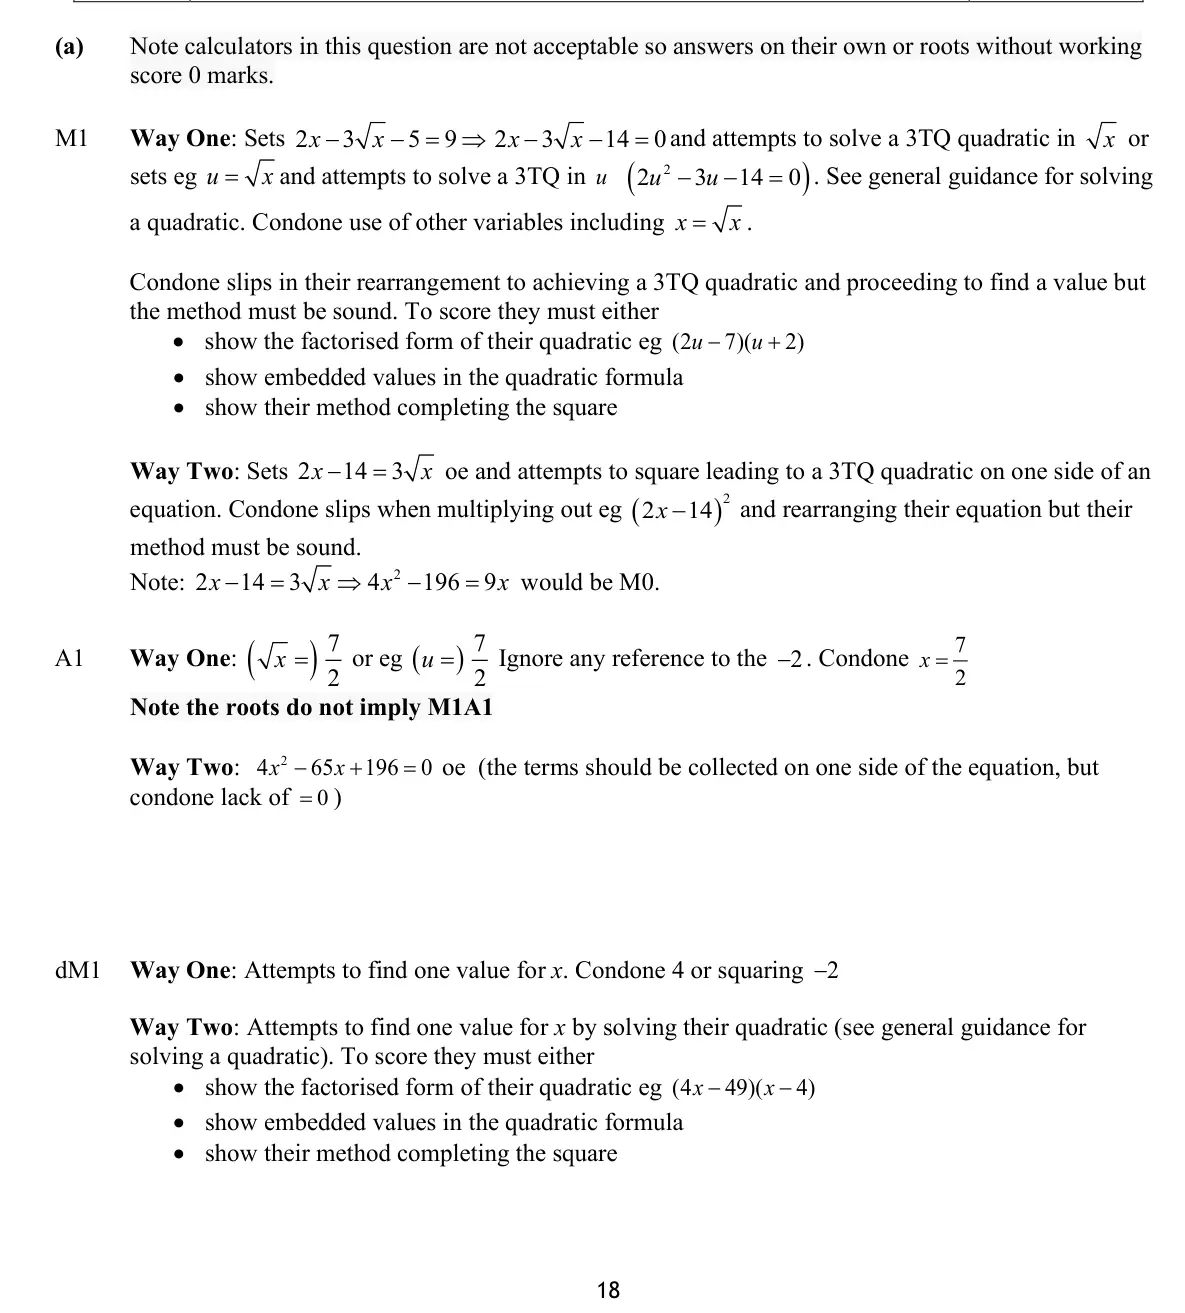 (a) Note calculators in this question are not acceptable so answers on their own or roots without working
score 0 marks.
M1 Way One: Sets 2x − 3√x − 5 = 9 ⇒ 2x − 3√x − 14 = 0 and attempts to solve a 3TQ quadratic in √x or
sets eg u = √x and attempts to solve a 3TQ in u (2u² − 3u − 14 = 0). See general guidance for solving
a quadratic. Condone use of other variables including x = √x.
Condone slips in their rearrangement to achieving a 3TQ quadratic and proceeding to find a value but
the method must be sound. To score they must either
• show the factorised form of their quadratic eg (2u − 7)(u + 2)
• show embedded values in the quadratic formula
• show their method completing the square
Way Two: Sets 2x − 14 = 3√x oe and attempts to square leading to a 3TQ quadratic on one side of an
equation. Condone slips when multiplying out eg (2x − 14)² and rearranging their equation but their
method must be sound.
Note: 2x − 14 = 3√x ⇒ 4x² − 196 = 9x would be M0.
A1 Way One: (√x =) 7/2 or eg (u =) 7/2 Ignore any reference to the −2. Condone x = 7/2
Note the roots do not imply M1A1
Way Two: 4x² − 65x + 196 = 0 oe (the terms should be collected on one side of the equation, but
condone lack of = 0 )
dM1 Way One: Attempts to find one value for x. Condone 4 or squaring −2
Way Two: Attempts to find one value for x by solving their quadratic (see general guidance for
solving a quadratic). To score they must either
• show the factorised form of their quadratic eg (4x − 49)(x − 4)
• show embedded values in the quadratic formula
• show their method completing the square
18